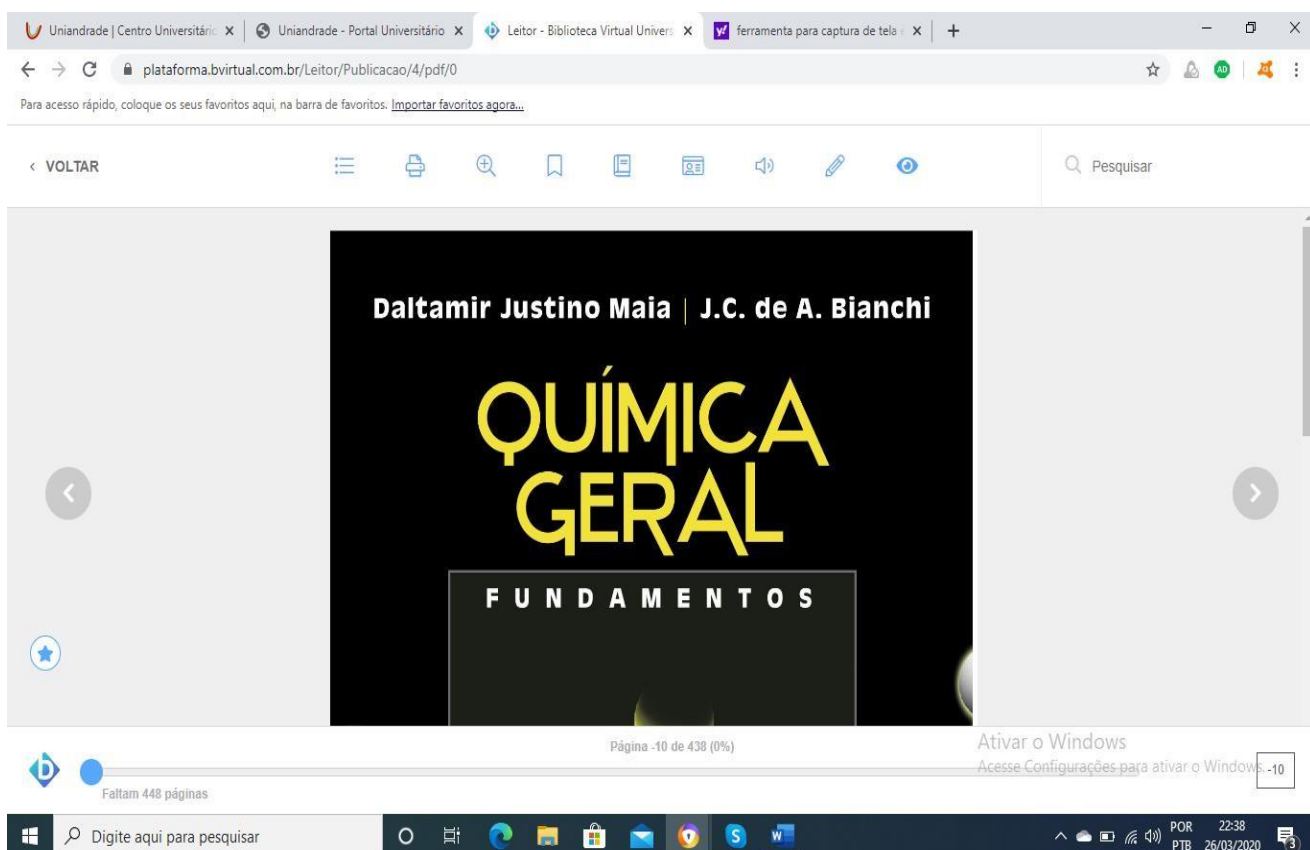 Uniandrade | Centro Universitáric
Uniandrade - Portal Universitário
Leitor - Biblioteca Virtual Univers
ferramenta para captura de tela
plataforma.bvirtual.com.br/Leitor/Publicacao/4/pdf/0
AD
Para acesso rápido, coloque os seus favoritos aqui, na barra de favoritos. Importar favoritos agora...
< VOLTAR
Pesquisar
Daltamir Justino Maia | J.C. de A. Bianchi
QUÍMICA
GERAL
FUNDAMENTOS
Página -10 de 438 (0%)
Ativar o Windows
Acesse Configurações para ativar o Windows.
-10
Faltam 448 páginas
Digite aqui para pesquisar
POR 22:38
PTB 26/03/2020
3